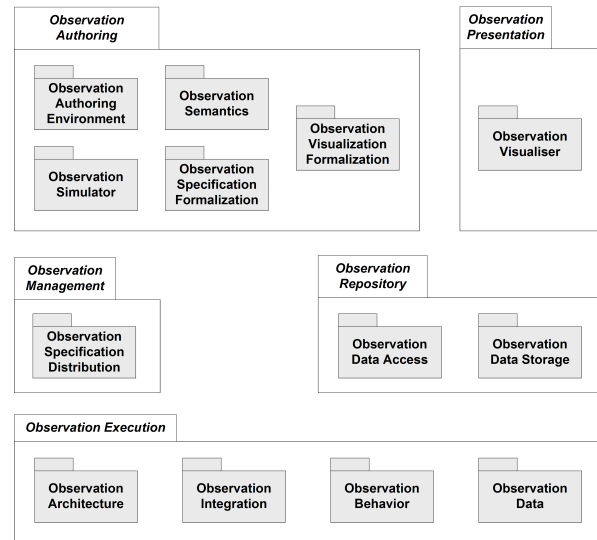 Observation
Authoring
Observation
Presentation
Observation
Authoring
Environment
Observation
Semantics
Observation
Visualization
Formalization
Observation
Visualiser
Observation
Simulator
Observation
Specification
Formalization
Observation
Management
Observation
Repository
Observation
Specification
Distribution
Observation
Data Access
Observation
Data Storage
Observation Execution
Observation
Architecture
Observation
Integration
Observation
Behavior
Observation
Data